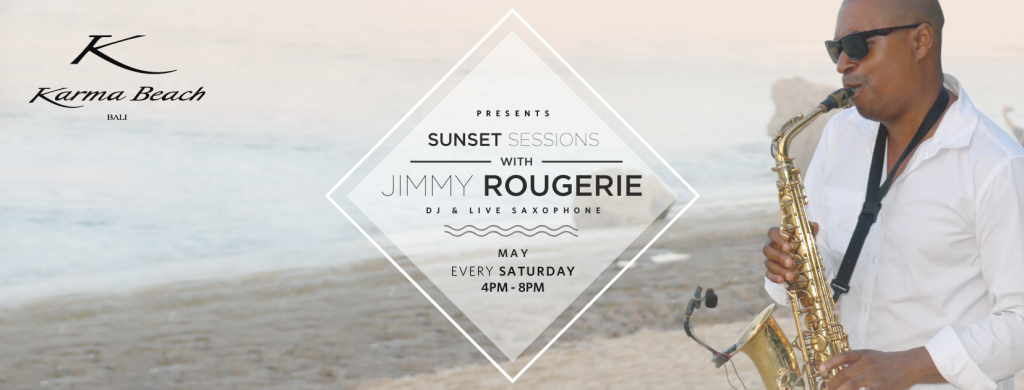 Karma Beach
BALI
PRESENTS
SUNSET SESSIONS
WITH
JIMMY ROUGERIE
DJ & LIVE SAXOPHONE
MAY
EVERY SATURDAY
4PM - 8PM